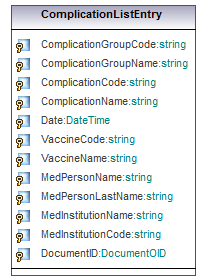 ComplicationListEntry
ComplicationGroupCode:string
ComplicationGroupName:string
ComplicationCode:string
ComplicationName:string
Date:DateTime
VaccineCode:string
VaccineName:string
MedPersonName:string
MedPersonLastName:string
MedInstitutionName:string
MedInstitutionCode:string
DocumentID:DocumentOID